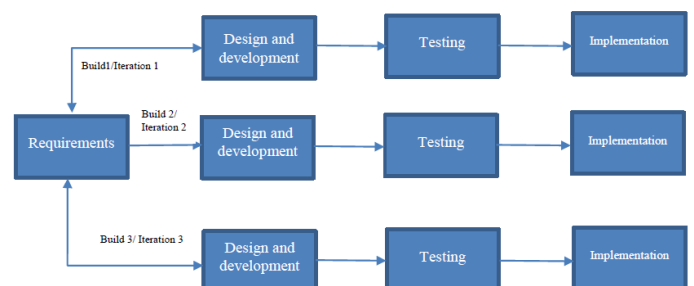 Design and
development
Testing
Implementation
Build1/Iteration 1
Build 2/
Iteration 2
Requirements
Design and
development
Testing
Implementation
Build 3/ Iteration 3
Design and
development
Testing
Implementation